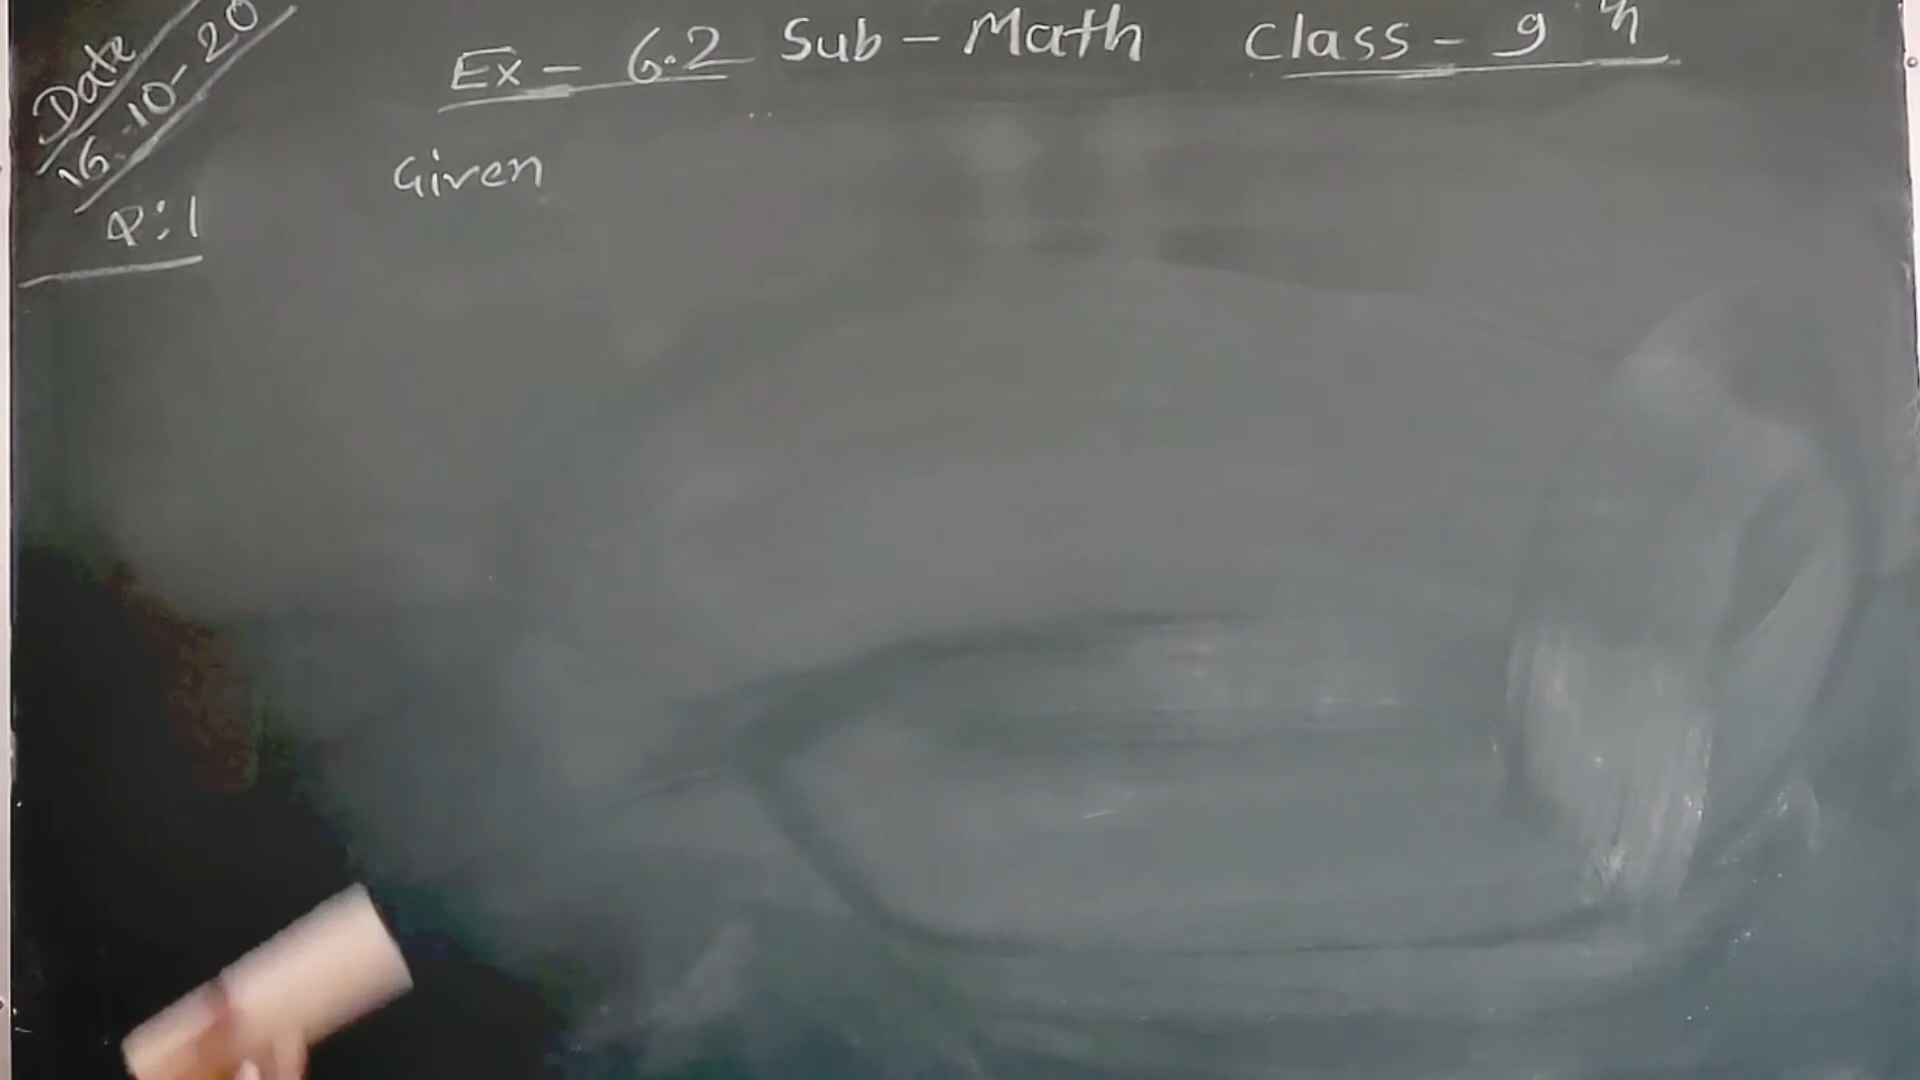 Date
16-10-20
Ex - 6.2 Sub - Math Class - 9th
Q:1
Given